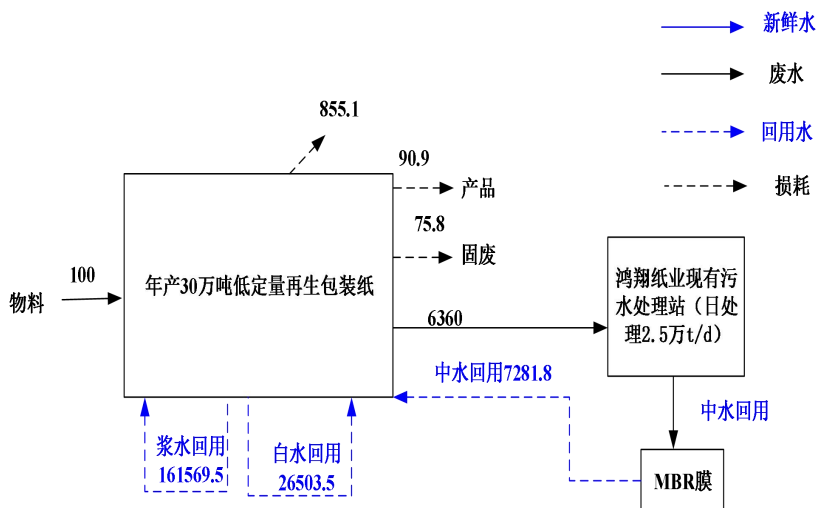 新鲜水
废水
回用水
损耗
855.1
90.9
产品
75.8
固废
100
物料
年产30万吨低定量再生包装纸
6360
鸿翔纸业现有污
水处理站（日处
理2.5万t/d）
中水回用7281.8
中水回用
浆水回用
161569.5
白水回用
26503.5
MBR膜